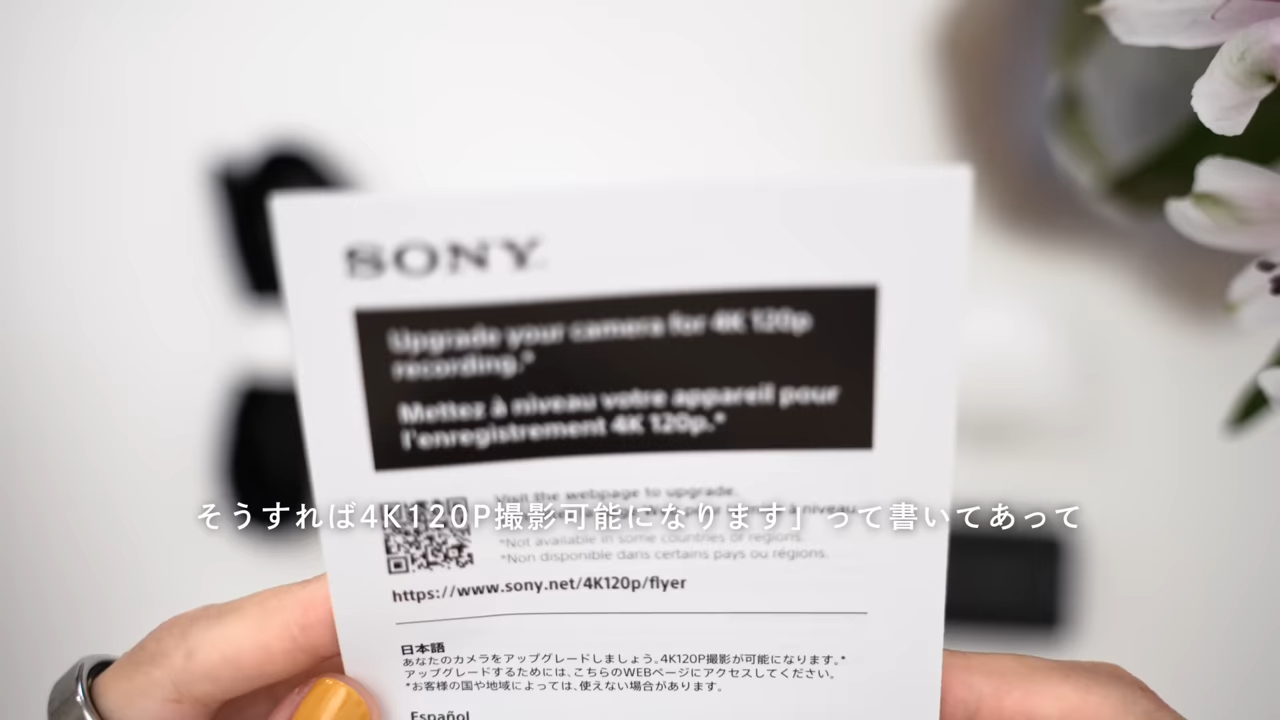 SONY
Upgrade your camera for 4K 120p
recording.*
Mettez à niveau votre appareil pour
l'enregistrement 4K 120p.*
Visit the webpage to upgrade.
à niveau
そうすれば4K120P撮影可能になります」って書いてあって
*Not available in some countries or regions.
*Non disponible dans certains pays ou régions.
https://www.sony.net/4K120p/flyer
日本語
あなたのカメラをアップグレードしましょう。4K120P撮影が可能になります。*
アップグレードするためには、こちらのWEBページにアクセスしてください。
*お客様の国や地域によっては、使えない場合があります。
Español